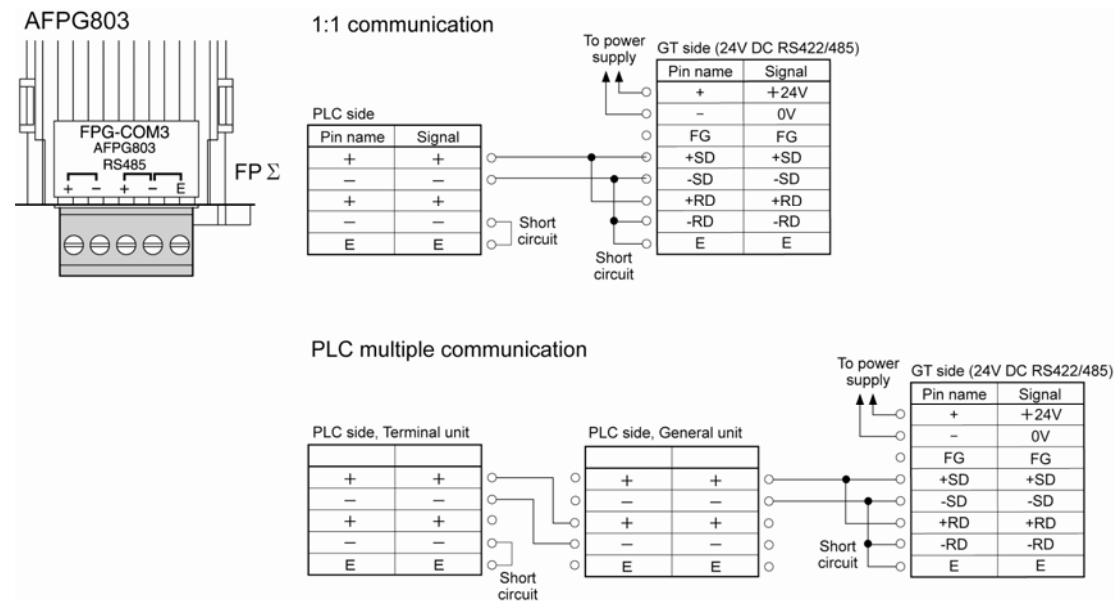 AFPG803
FPG-COM3
AFPG803
RS485
+ − + − E
FP Σ
1:1 communication
To power
supply
GT side (24V DC RS422/485)
Pin name Signal
+ +24V
− 0V
FG FG
+SD +SD
-SD -SD
+RD +RD
-RD -RD
E E
PLC side
Pin name Signal
+ +
− −
+ +
− −
E E
Short
circuit
Short
circuit
PLC multiple communication
To power
supply
GT side (24V DC RS422/485)
Pin name Signal
+ +24V
− 0V
FG FG
+SD +SD
-SD -SD
+RD +RD
-RD -RD
E E
PLC side, Terminal unit
+ +
− −
+ +
− −
E E
Short
circuit
PLC side, General unit
+ +
− −
+ +
− −
E E
Short
circuit